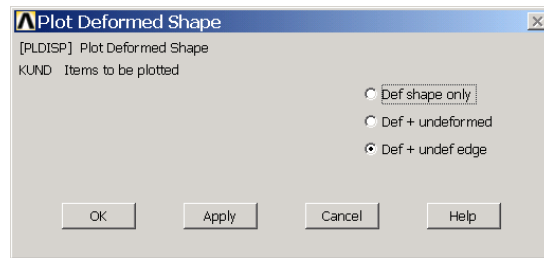 Plot Deformed Shape
[PLDISP] Plot Deformed Shape
KUND Items to be plotted
Def shape only
Def + undeformed
Def + undef edge
OK Apply Cancel Help